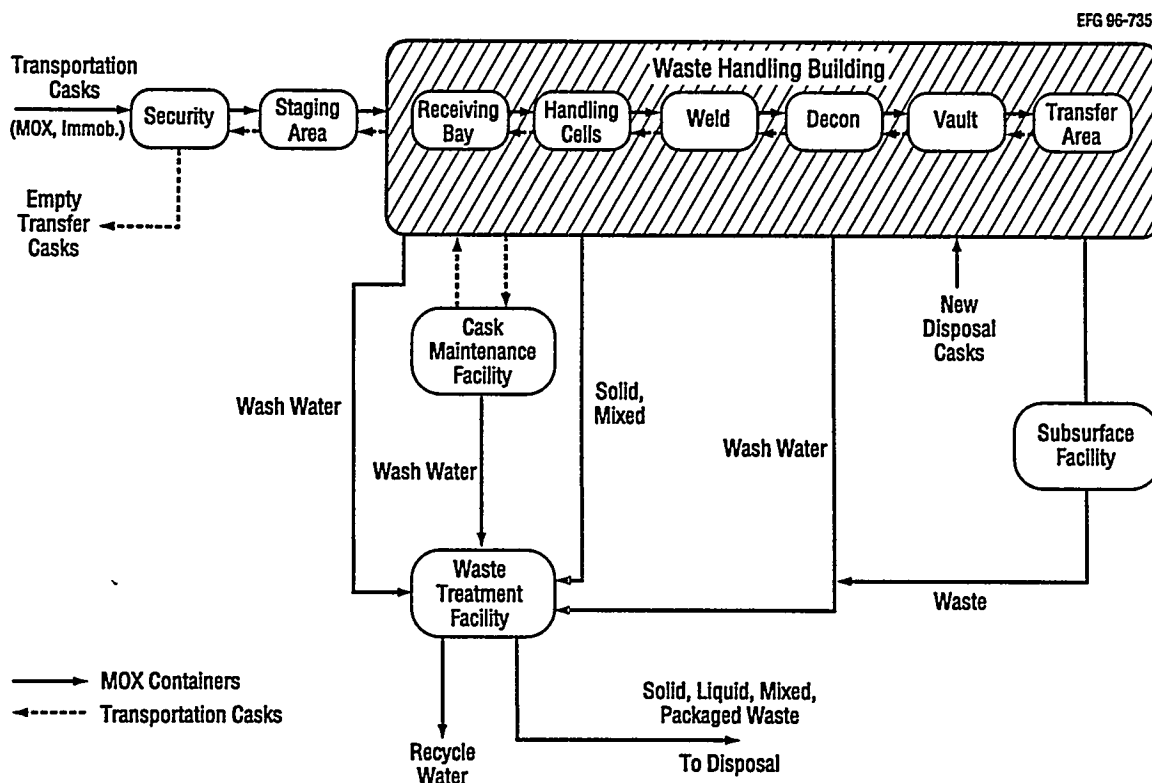 EFG 96-735
Transportation
Casks
(MOX, Immob.)
Security
Staging
Area
Waste Handling Building
Receiving
Bay
Handling
Cells
Weld
Decon
Vault
Transfer
Area
Empty
Transfer
Casks
Cask
Maintenance
Facility
New
Disposal
Casks
Wash Water
Solid,
Mixed
Wash Water
Wash Water
Subsurface
Facility
Waste
Treatment
Facility
Waste
MOX Containers
Transportation Casks
Recycle
Water
Solid, Liquid, Mixed,
Packaged Waste
To Disposal